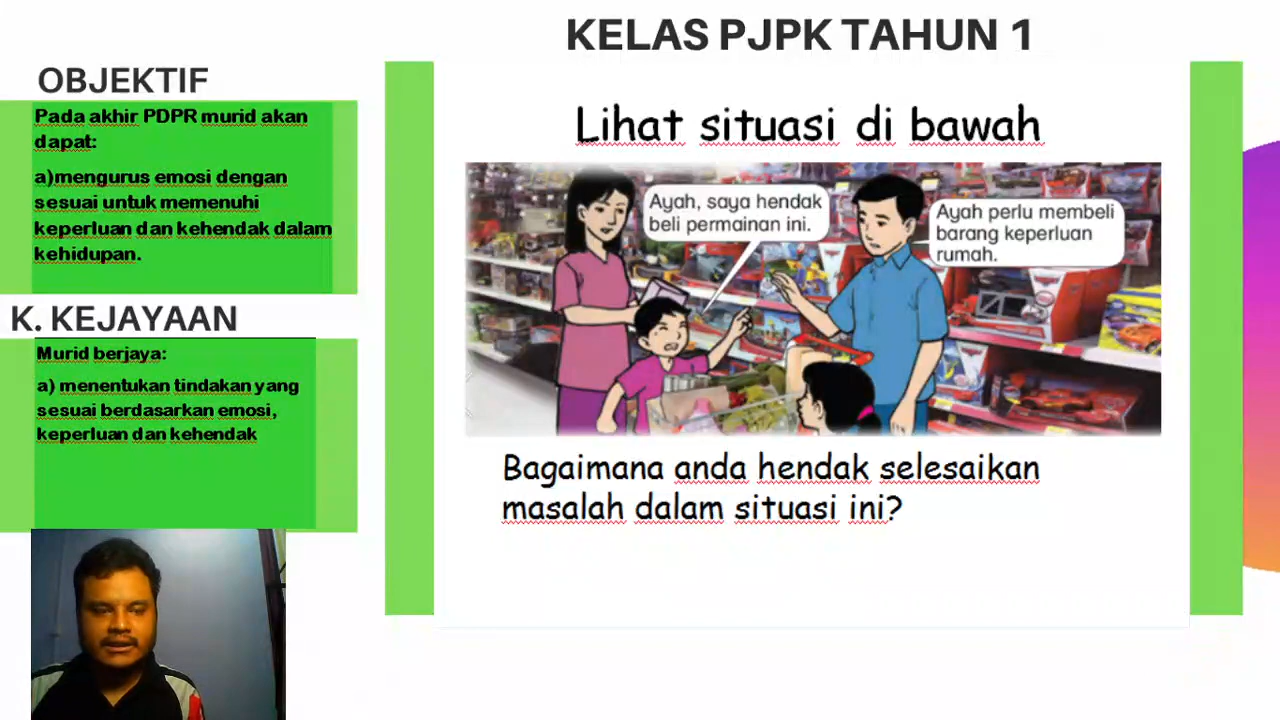 KELAS PJPK TAHUN 1
OBJEKTIF
Pada akhir PDPR murid akan
dapat:
a)mengurus emosi dengan
sesuai untuk memenuhi
keperluan dan kehendak dalam
kehidupan.
K. KEJAYAAN
Murid berjaya:
a) menentukan tindakan yang
sesuai berdasarkan emosi,
keperluan dan kehendak
Lihat situasi di bawah
Ayah, saya hendak
beli permainan ini.
Ayah perlu membeli
barang keperluan
rumah.
Bagaimana anda hendak selesaikan
masalah dalam situasi ini?